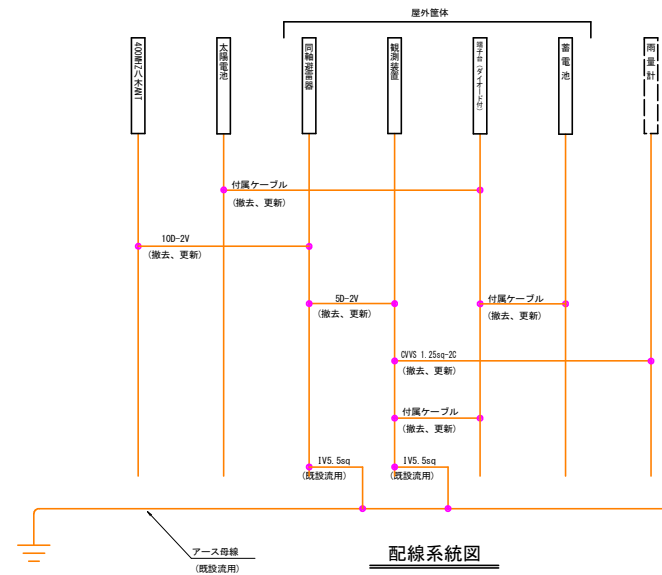 屋外筐体
400MHZ八木ANT
太陽電池
同軸避雷器
観測装置
端子台(ダイオード付)
蓄電池
雨量計
付属ケーブル
(撤去、更新)
10D-2V
(撤去、更新)
5D-2V
(撤去、更新)
付属ケーブル
(撤去、更新)
CVVS 1.25sq-2C
(撤去、更新)
付属ケーブル
(撤去、更新)
IV5.5sq
(既設流用)
IV5.5sq
(既設流用)
アース母線
(既設流用)
配線系統図